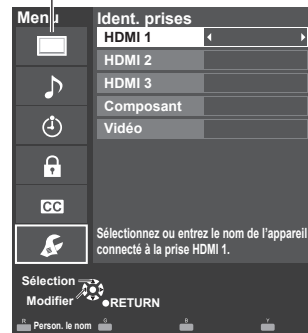 Menu
Ident. prises
HDMI 1
HDMI 2
HDMI 3
Composant
Vidéo
CC
Sélectionnez ou entrez le nom de l'appareil
connecté à la prise HDMI 1.
Sélection
Modifier
RETURN
R Person. le nom G B Y